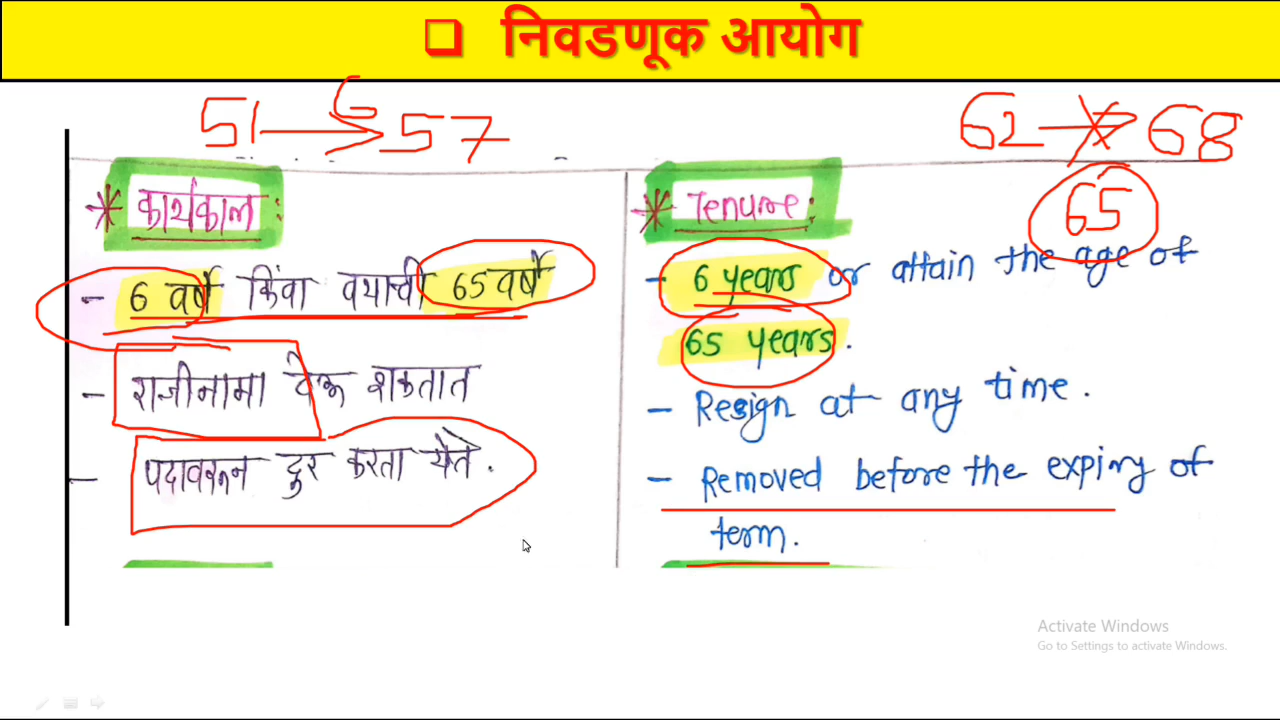 ❑ निवडणूक आयोग
51 → 57
6
62 → 68
65
* कार्यकाल :
- 6 वर्षे किंवा वयाची 65 वर्षे
- राजीनामा देऊ शकतात
- पदावरून दुर करता येते.
* Tenure:
- 6 years or attain the age of
65 years.
- Resign at any time.
- Removed before the expiry of
term.
Activate Windows
Go to Settings to activate Windows.